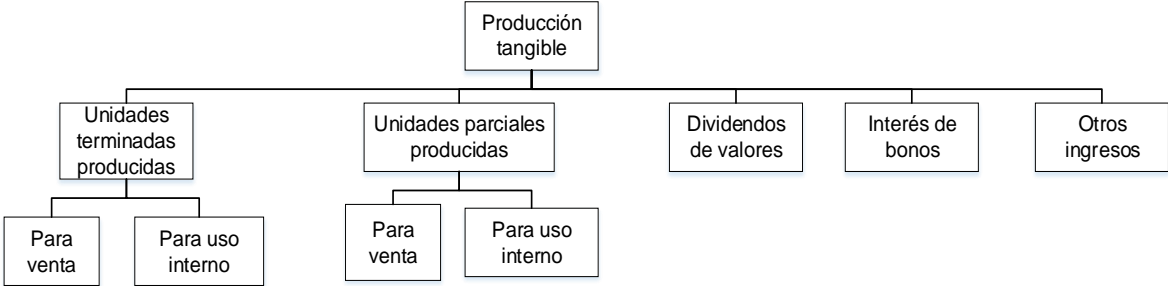 Producción
tangible
Unidades
terminadas
producidas
Unidades parciales
producidas
Dividendos
de valores
Interés de
bonos
Otros
ingresos
Para
venta
Para uso
interno
Para
venta
Para uso
interno